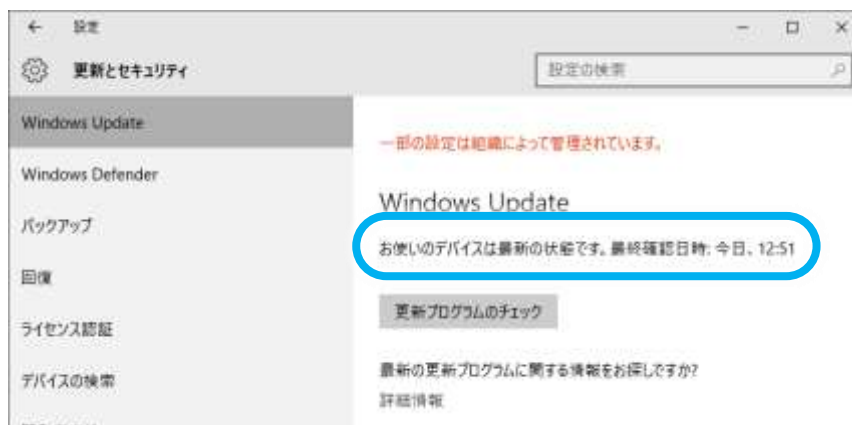 ← 設定
更新とセキュリティ
設定の検索
Windows Update
Windows Defender
バックアップ
回復
ライセンス認証
デバイスの検索
一部の設定は組織によって管理されています。
Windows Update
お使いのデバイスは最新の状態です。最終確認日時: 今日、12:51
更新プログラムのチェック
最新の更新プログラムに関する情報をお探しですか?
詳細情報